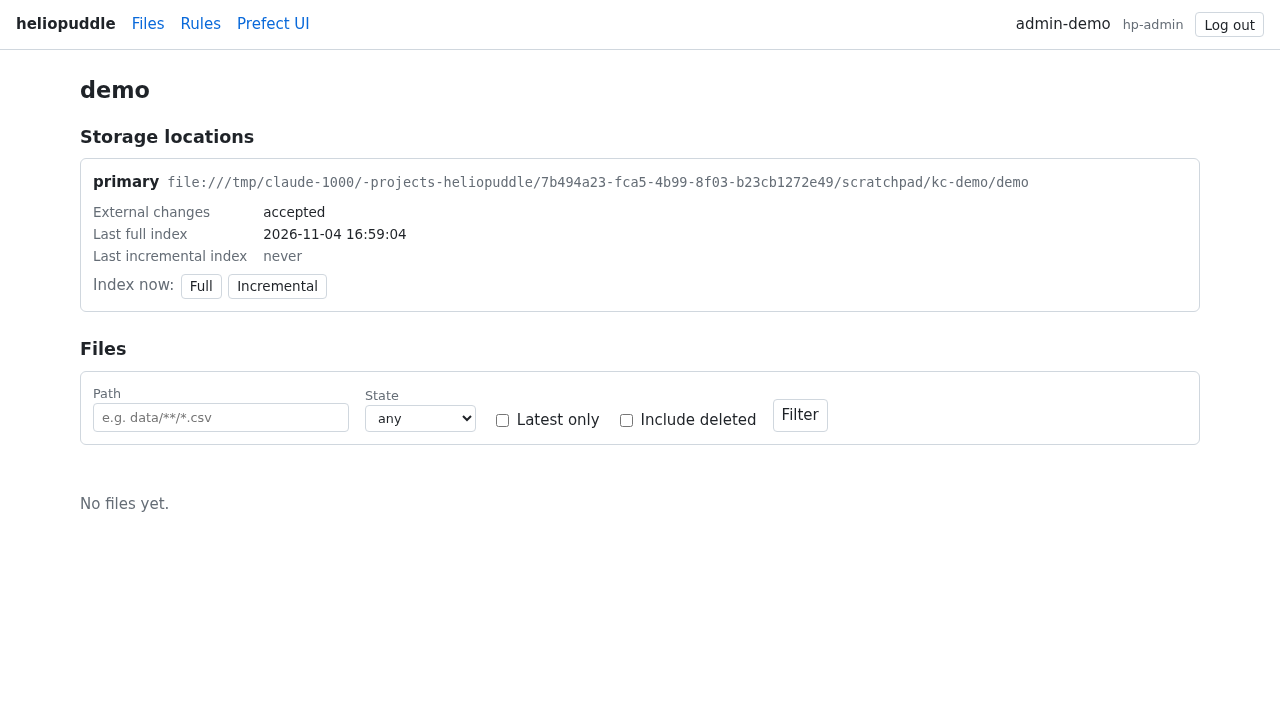 heliopuddle Files Rules Prefect UI admin-demo hp-admin Log out
demo
Storage locations
primary file:///tmp/claude-1000/-projects-heliopuddle/7b494a23-fca5-4b99-8f03-b23cb1272e49/scratchpad/kc-demo/demo
External changes accepted
Last full index 2026-11-04 16:59:04
Last incremental index never
Index now: Full Incremental
Files
Path State
e.g. data/**/*.csv any Latest only Include deleted Filter
No files yet.